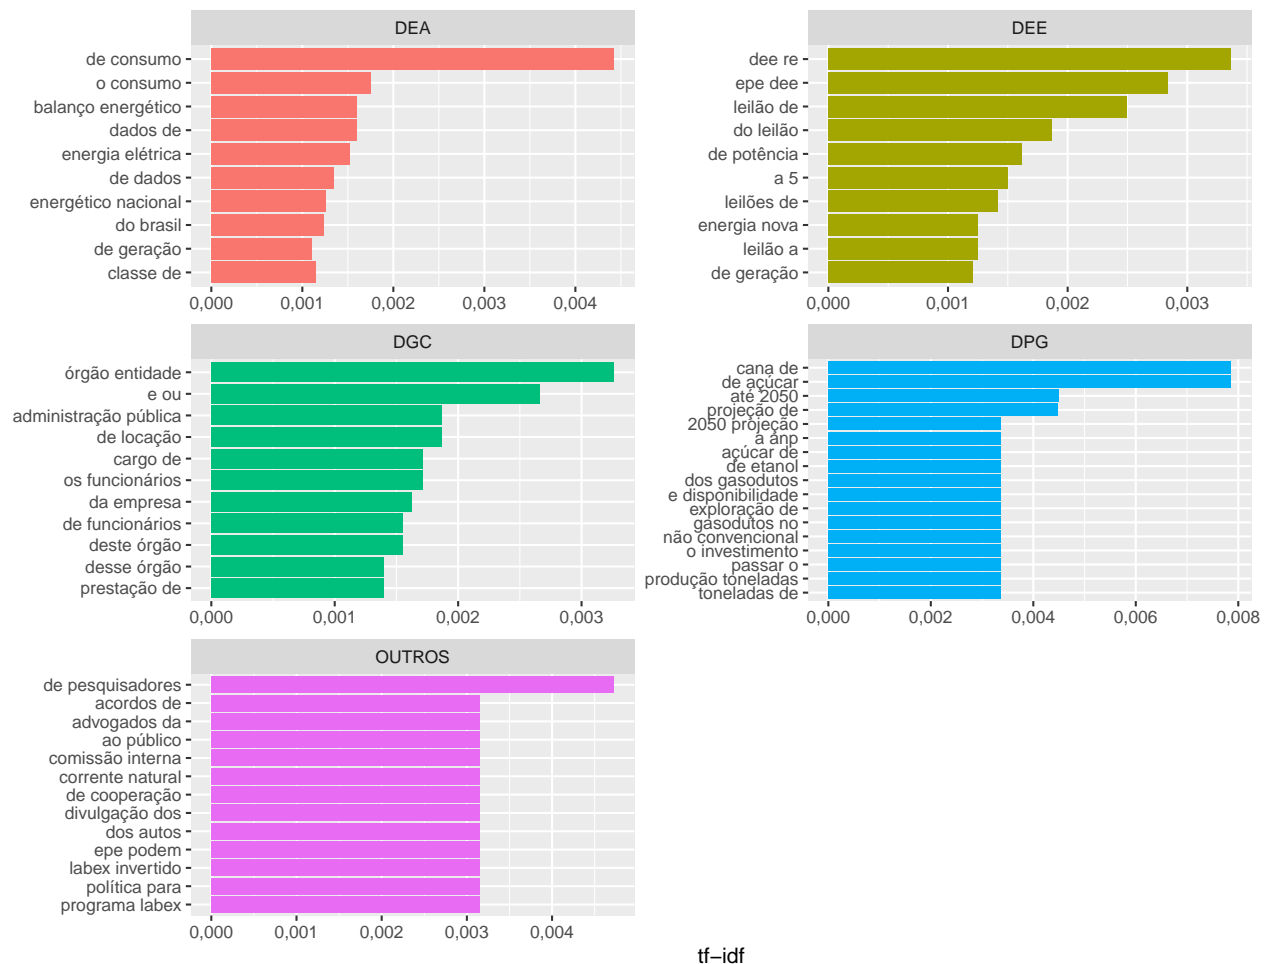 DEA
de consumo
o consumo
balanço energético
dados de
energia elétrica
de dados
energético nacional
do brasil
de geração
classe de
0,000 0,001 0,002 0,003 0,004
DEE
dee re
epe dee
leilão de
do leilão
de potência
a 5
leilões de
energia nova
leilão a
de geração
0,000 0,001 0,002 0,003
DGC
órgão entidade
e ou
administração pública
de locação
cargo de
os funcionários
da empresa
de funcionários
deste órgão
desse órgão
prestação de
0,000 0,001 0,002 0,003
DPG
cana de
de açúcar
até 2050
projeção de
2050 projeção
a anp
açúcar de
de etanol
dos gasodutos
e disponibilidade
exploração de
gasodutos no
não convencional
o investimento
passar o
produção toneladas
toneladas de
0,000 0,002 0,004 0,006 0,008
OUTROS
de pesquisadores
acordos de
advogados da
ao público
comissão interna
corrente natural
de cooperação
divulgação dos
dos autos
epe podem
labex invertido
política para
programa labex
0,000 0,001 0,002 0,003 0,004
tf−idf